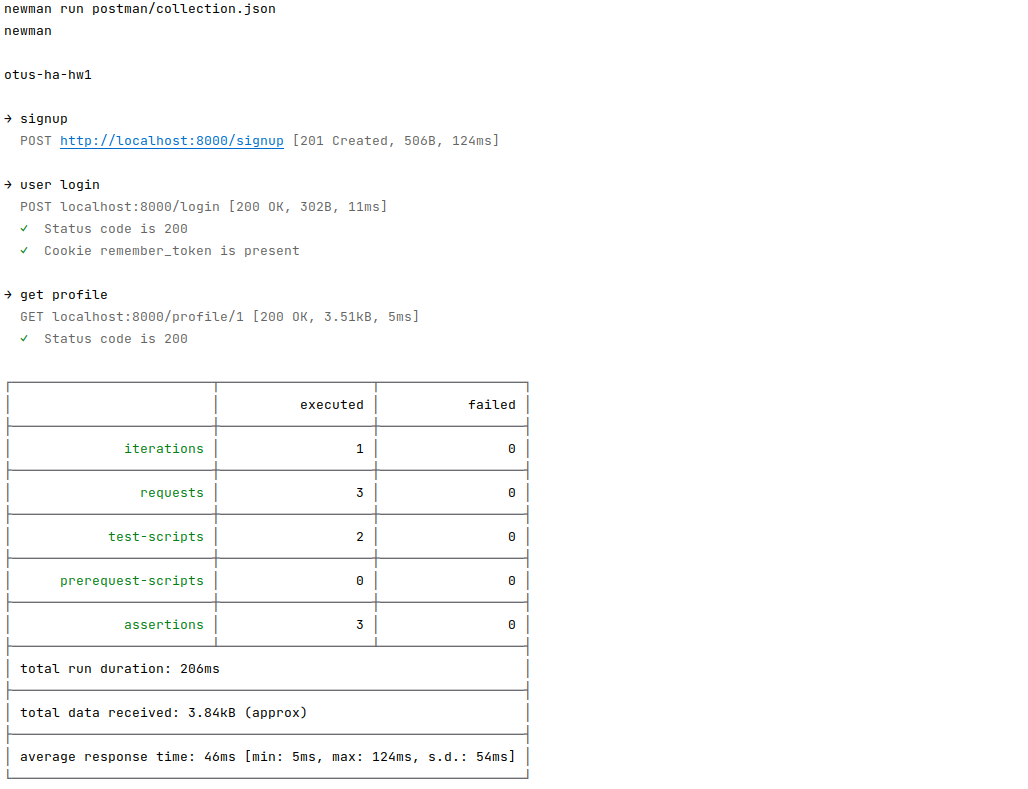 newman run postman/collection.json
newman
otus-ha-hw1
→ signup
POST http://localhost:8000/signup [201 Created, 506B, 124ms]
→ user login
POST localhost:8000/login [200 OK, 302B, 11ms]
✓ Status code is 200
✓ Cookie remember_token is present
→ get profile
GET localhost:8000/profile/1 [200 OK, 3.51kB, 5ms]
✓ Status code is 200
executed failed
iterations 1 0
requests 3 0
test-scripts 2 0
prerequest-scripts 0 0
assertions 3 0
total run duration: 206ms
total data received: 3.84kB (approx)
average response time: 46ms [min: 5ms, max: 124ms, s.d.: 54ms]